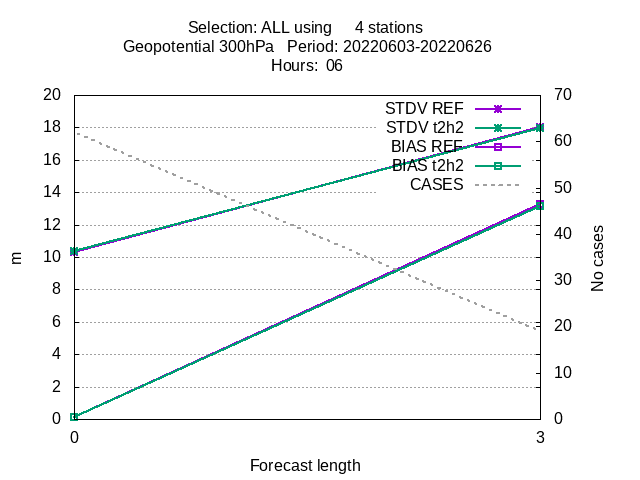 Selection: ALL using 4 stations
Geopotential 300hPa Period: 20220603-20220626
Hours: 06
20 70
18 60
16 50
14 40
12 30
10 20
8 10
6 0
4
2
0
STDV REF
STDV t2h2
BIAS REF
BIAS t2h2
CASES
m
No cases
0 3
Forecast length